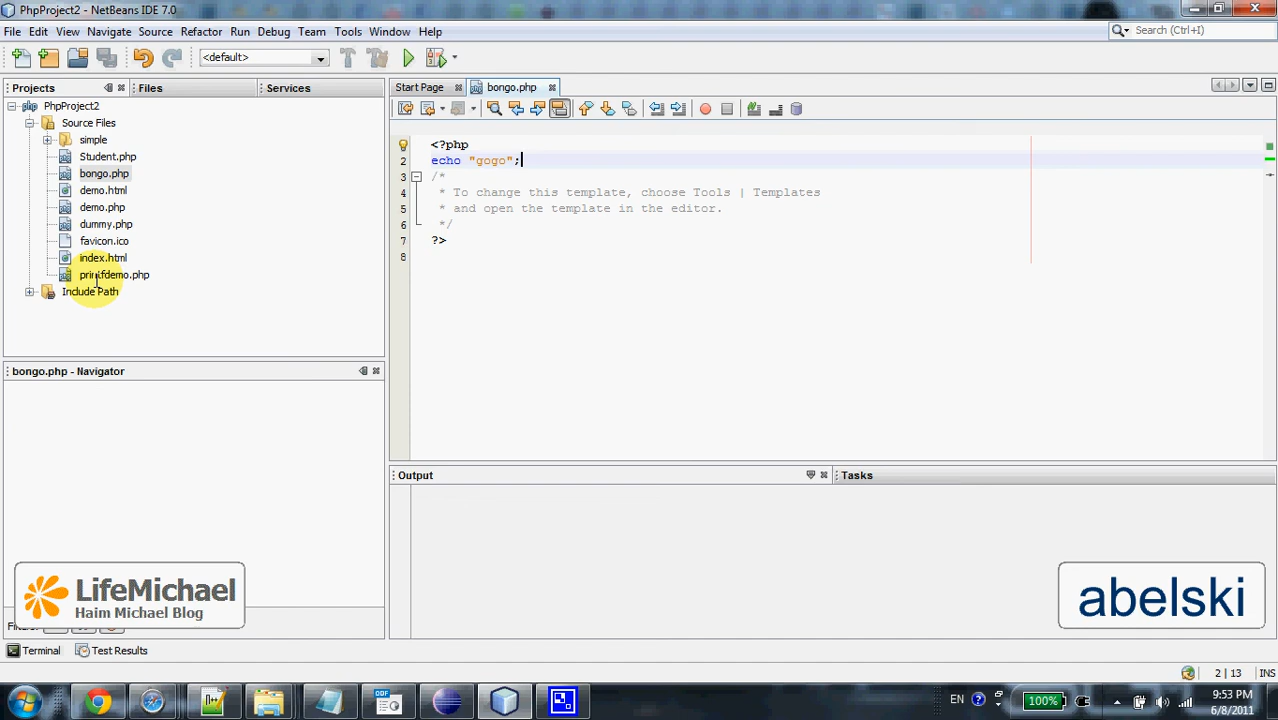 PhpProject2 - NetBeans IDE 7.0
File Edit View Navigate Source Refactor Run Debug Team Tools Window Help
Search (Ctrl+I)
<default>
Projects
Files
Services
Start Page
bongo.php
PhpProject2
Source Files
simple
Student.php
bongo.php
demo.html
demo.php
dummy.php
favicon.ico
index.html
printfdemo.php
Include Path
1 <?php
2 echo "gogo";
3 /*
4 * To change this template, choose Tools | Templates
5 * and open the template in the editor.
6 */
7 ?>
8
bongo.php - Navigator
Output
Tasks
LifeMichael
Haim Michael Blog
abelski
Terminal
Test Results
2 | 13 INS
EN
100%
9:53 PM
6/8/2011